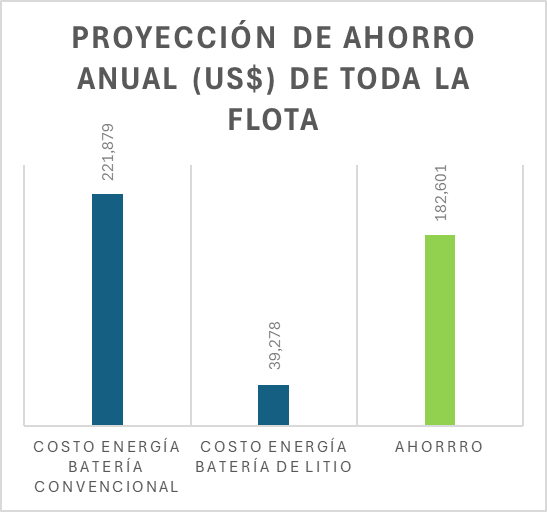 PROYECCIÓN DE AHORRO
ANUAL (US$) DE TODA LA
FLOTA
221,879
39,278
182,601
COSTO ENERGÍA
BATERÍA
CONVENCIONAL
COSTO ENERGÍA
BATERÍA DE LITIO
AHORRRO